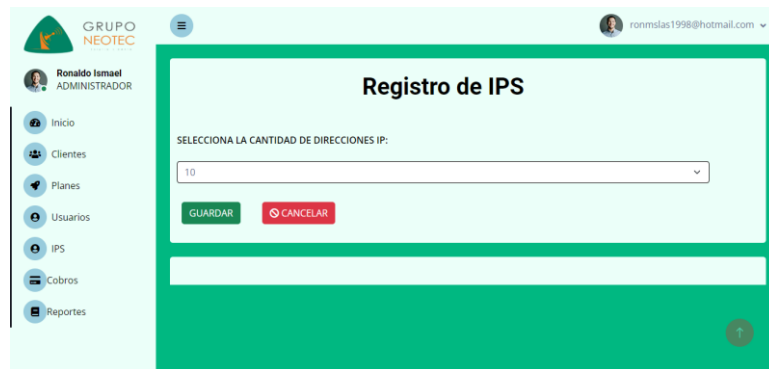 GRUPO
NEOTEC
ronmslas1998@hotmail.com
Ronaldo Ismael
ADMINISTRADOR
Inicio
Clientes
Planes
Usuarios
IPS
Cobros
Reportes
Registro de IPS
SELECCIONA LA CANTIDAD DE DIRECCIONES IP:
10
GUARDAR
CANCELAR